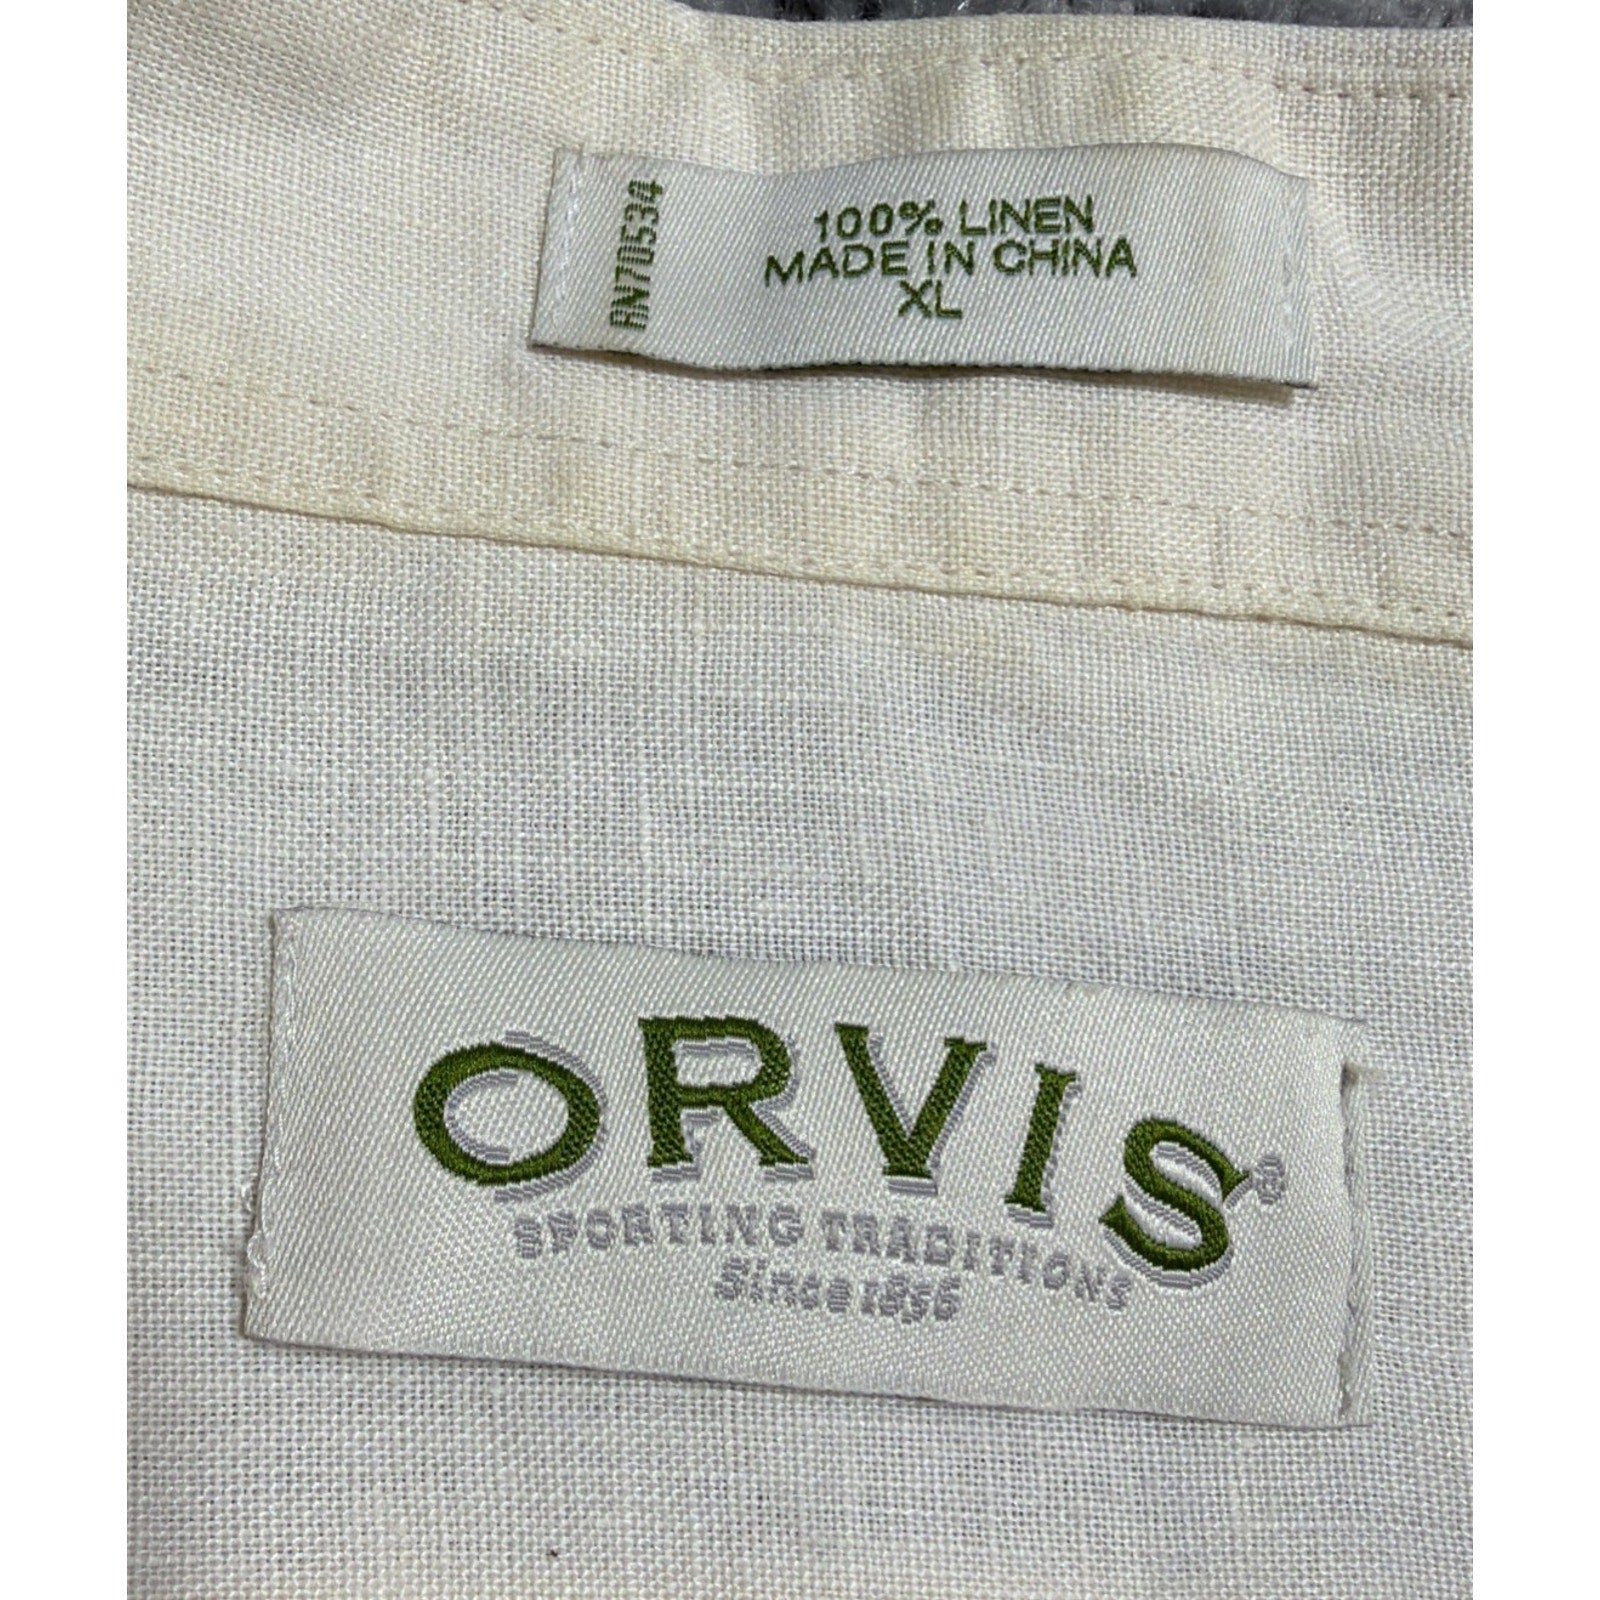 RN70534
100% LINEN
MADE IN CHINA
XL
ORVIS®
SPORTING TRADITIONS
Since 1856